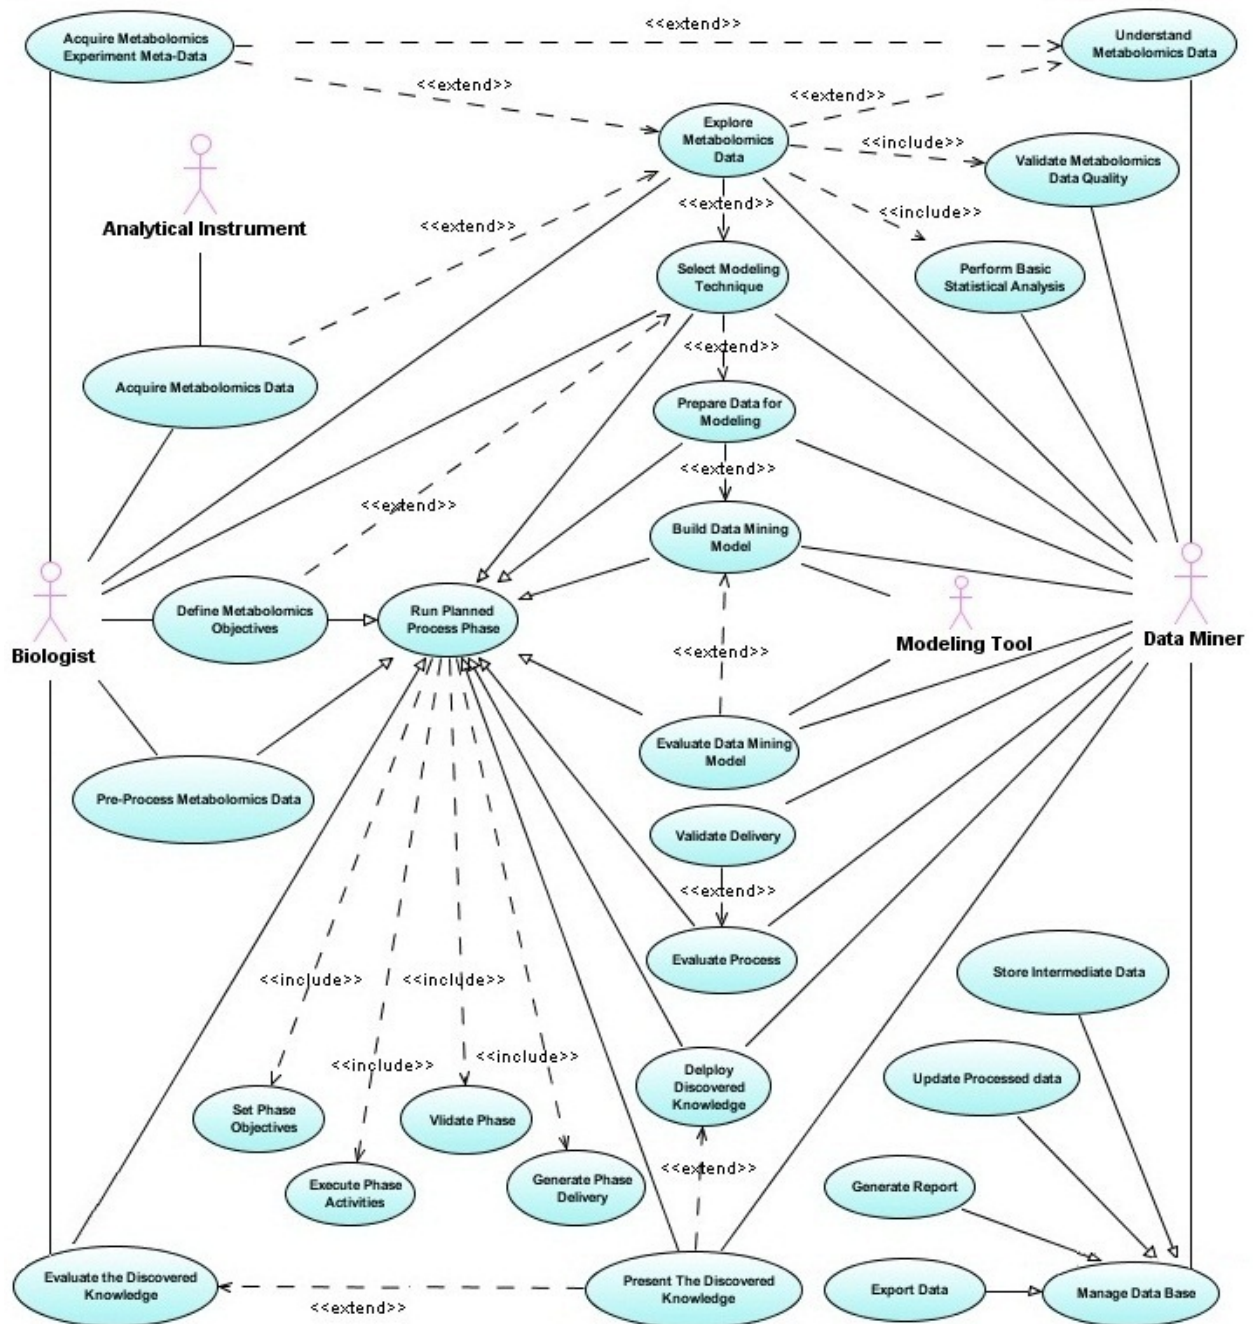 <<extend>>
Acquire Metabolomics
Experiment Meta-Data
Understand
Metabolomics Data
<<extend>>
<<extend>>
Explore
Metabolomics
Data
<<include>>
Validate Metabolomics
Data Quality
<<extend>>
<<include>>
Analytical Instrument
<<extend>>
Select Modeling
Technique
Perform Basic
Statistical Analysis
<<extend>>
Acquire Metabolomics Data
Prepare Data for
Modeling
<<extend>>
<<extend>>
Build Data Mining
Model
Define Metabolomics
Objectives
Run Planned
Process Phase
Biologist
Modeling Tool
Data Miner
<<extend>>
Evaluate Data Mining
Model
Pre-Process Metabolomics Data
Validate Delivery
<<extend>>
Evaluate Process
Store Intermediate Data
<<include>>
<<include>>
<<include>>
<<include>>
Delploy
Discovered
Knowledge
Update Processed data
Set Phase
Objectives
Vlidate Phase
<<extend>>
Execute Phase
Activities
Generate Phase
Delivery
Generate Report
Evaluate the Discovered
Knowledge
<<extend>>
Present The Discovered
Knowledge
Export Data
Manage Data Base